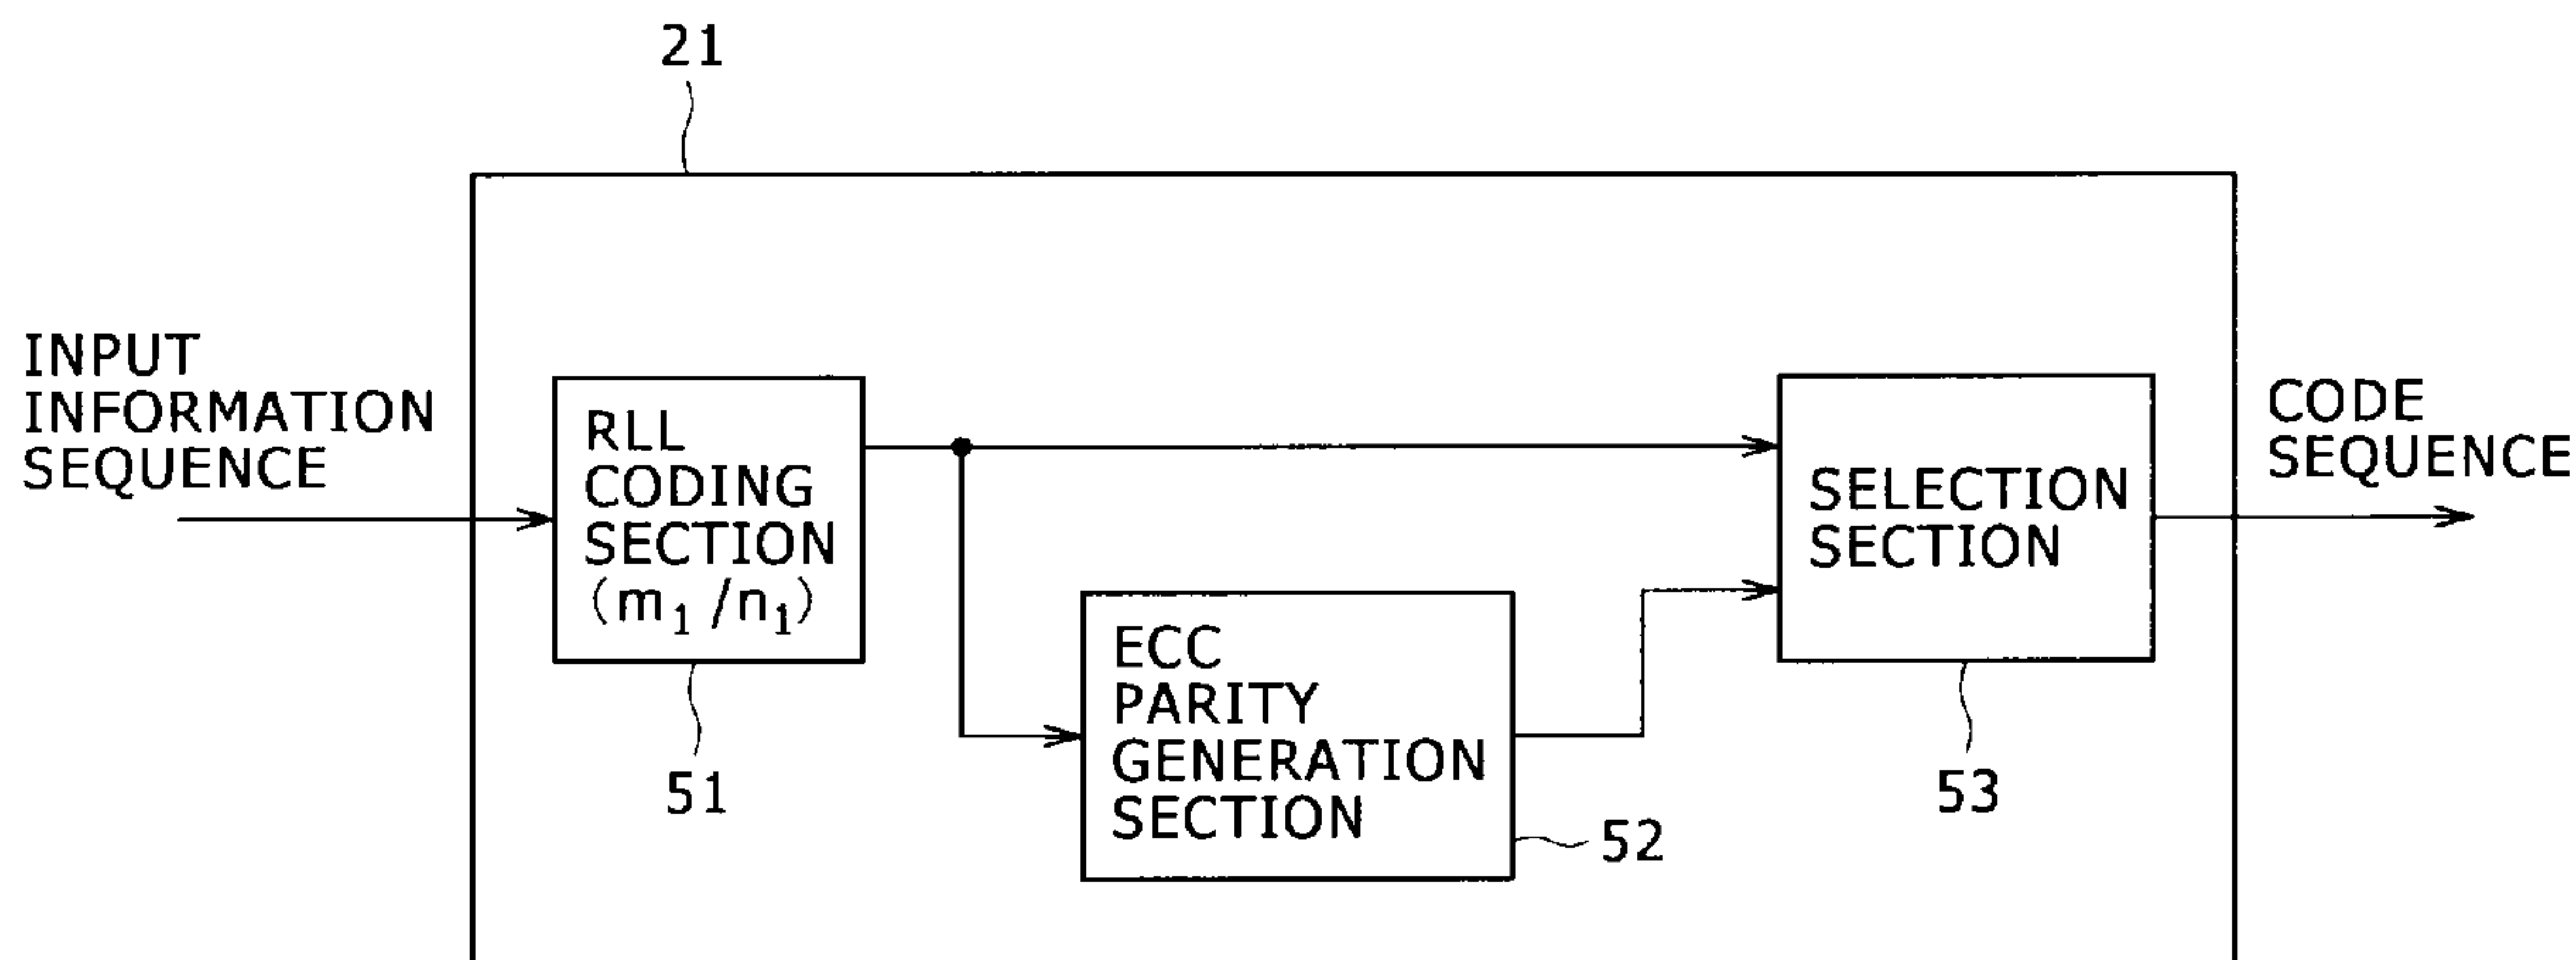 21
INPUT
INFORMATION
SEQUENCE
RLL
CODING
SECTION
(m₁/n₁)
51
ECC
PARITY
GENERATION
SECTION
52
SELECTION
SECTION
53
CODE
SEQUENCE